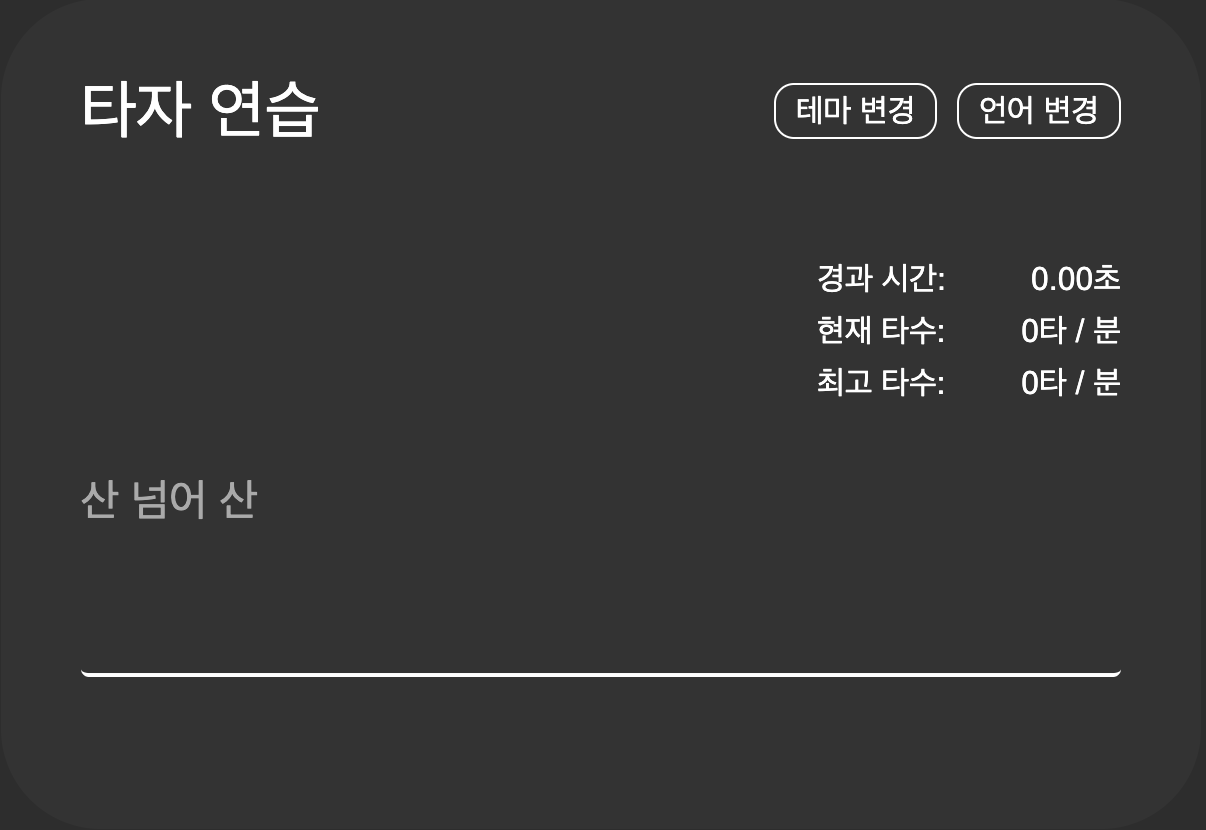 타자 연습
테마 변경 언어 변경
경과 시간: 0.00초
현재 타수: 0타 / 분
최고 타수: 0타 / 분
산 넘어 산